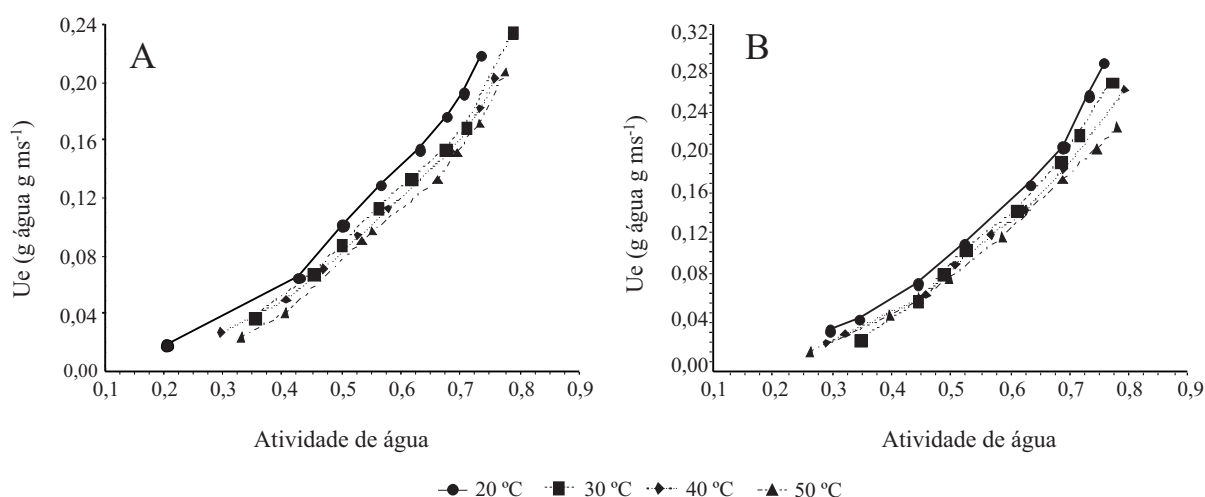 A
B
0,24
0,20
0,16
0,12
0,08
0,04
0,00
Ue (g água g ms⁻¹)
0,1 0,2 0,3 0,4 0,5 0,6 0,7 0,8 0,9
Atividade de água
0,32
0,28
0,24
0,20
0,16
0,12
0,08
0,04
0,00
Ue (g água g ms⁻¹)
0,1 0,2 0,3 0,4 0,5 0,6 0,7 0,8 0,9
Atividade de água
20 ºC 30 ºC 40 ºC 50 ºC